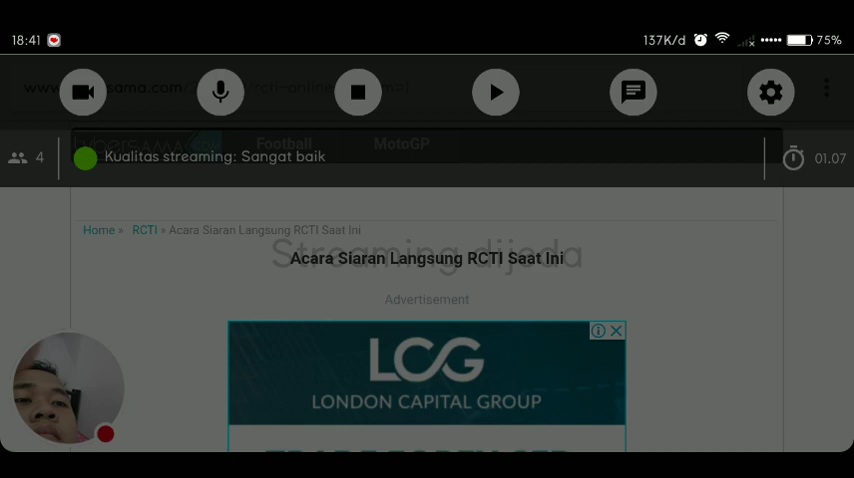 18:41
137K/d
75%
4
Kualitas streaming: Sangat baik
01.07
Football
MotoGP
Home » RCTI » Acara Siaran Langsung RCTI Saat Ini
Streaming dijeda
Acara Siaran Langsung RCTI Saat Ini
Advertisement
LCG
LONDON CAPITAL GROUP